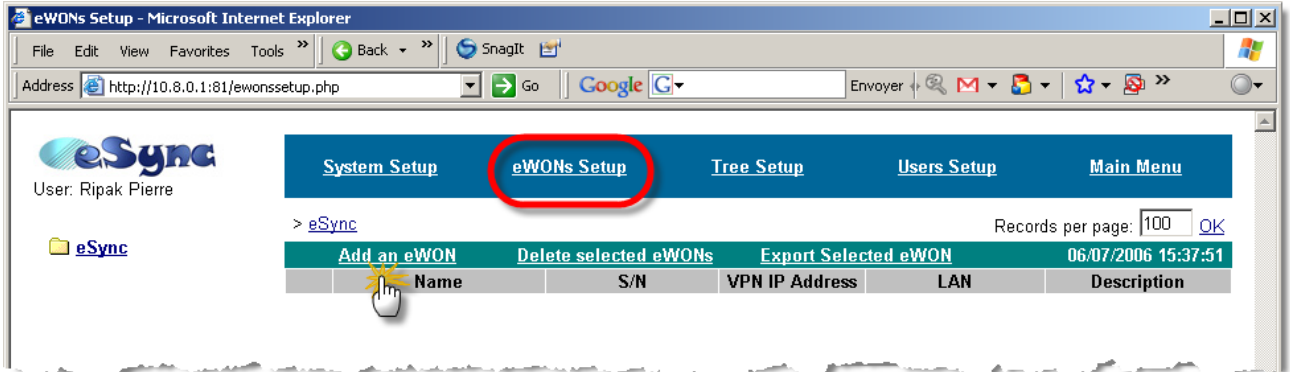 eWONs Setup - Microsoft Internet Explorer
File Edit View Favorites Tools » Back » SnagIt
Address http://10.8.0.1:81/ewonssetup.php Go Google G Envoyer »
eSync
System Setup eWONs Setup Tree Setup Users Setup Main Menu
User: Ripak Pierre
> eSync Records per page: 100 OK
eSync
Add an eWON Delete selected eWONs Export Selected eWON 06/07/2006 15:37:51
Name S/N VPN IP Address LAN Description